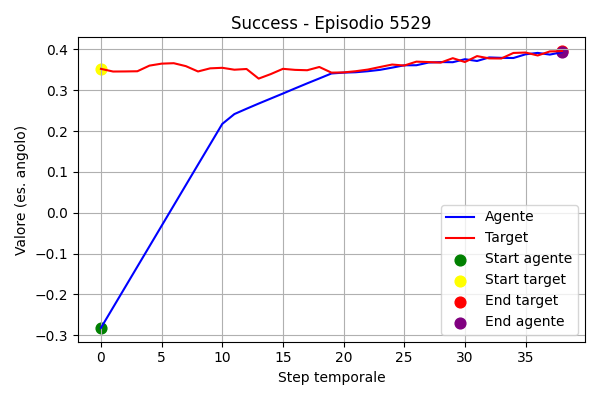 Success - Episodio 5529
Valore (es. angolo)
0.4
0.3
0.2
0.1
0.0
−0.1
−0.2
−0.3
0 5 10 15 20 25 30 35
Step temporale
Agente
Target
Start agente
Start target
End target
End agente